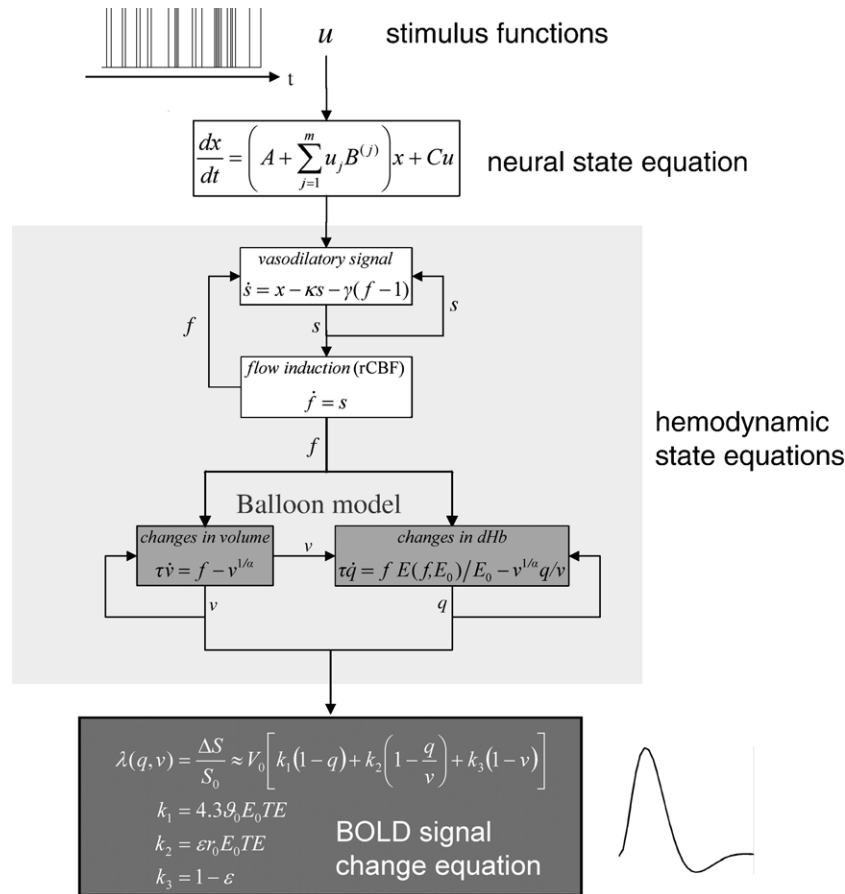 u stimulus functions
t
dx/dt = (A + ∑_{j=1}^{m} u_j B^{(j)}) x + Cu
neural state equation
vasodilatory signal
ṡ = x − κs − γ(f − 1)
f
s
s
flow induction (rCBF)
ḟ = s
hemodynamic
state equations
f
Balloon model
changes in volume
τv̇ = f − v^{1/α}
v
changes in dHb
τq̇ = f E(f,E_0)/E_0 − v^{1/α} q/v
v
q
λ(q,v) = ΔS/S_0 ≈ V_0 [k_1(1 − q) + k_2(1 − q/v) + k_3(1 − v)]
k_1 = 4.3ϑ_0E_0TE
k_2 = εr_0E_0TE
k_3 = 1 − ε
BOLD signal
change equation